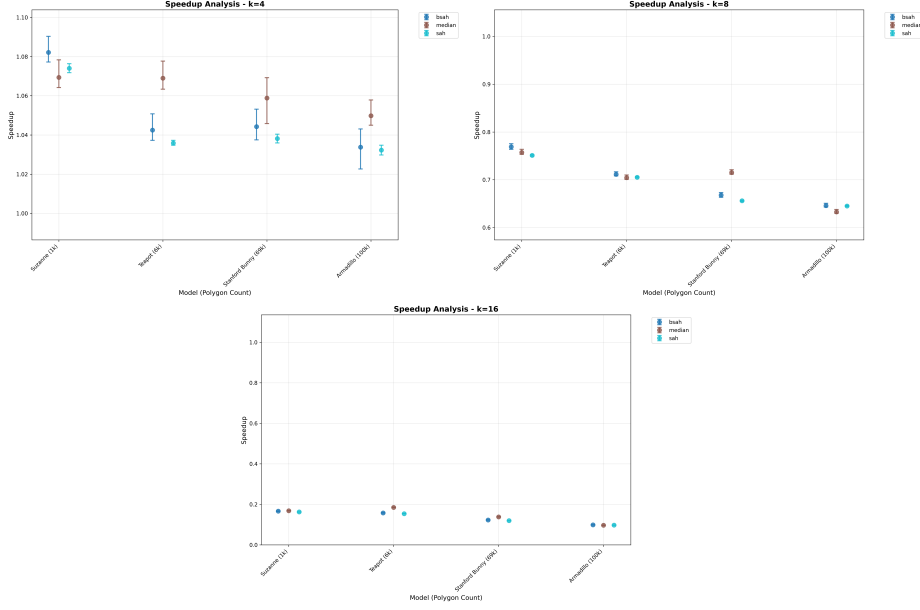 Speedup Analysis - k=4
1.10
1.08
1.06
1.04
1.02
1.00
Speedup
Suzanne (1k)
Teapot (6k)
Stanford Bunny (69k)
Armadillo (100k)
Model (Polygon Count)
bsah
median
sah
Speedup Analysis - k=8
1.0
0.9
0.8
0.7
0.6
Speedup
Suzanne (1k)
Teapot (6k)
Stanford Bunny (69k)
Armadillo (100k)
Model (Polygon Count)
bsah
median
sah
Speedup Analysis - k=16
1.0
0.8
0.6
0.4
0.2
0.0
Speedup
Suzanne (1k)
Teapot (6k)
Stanford Bunny (69k)
Armadillo (100k)
Model (Polygon Count)
bsah
median
sah